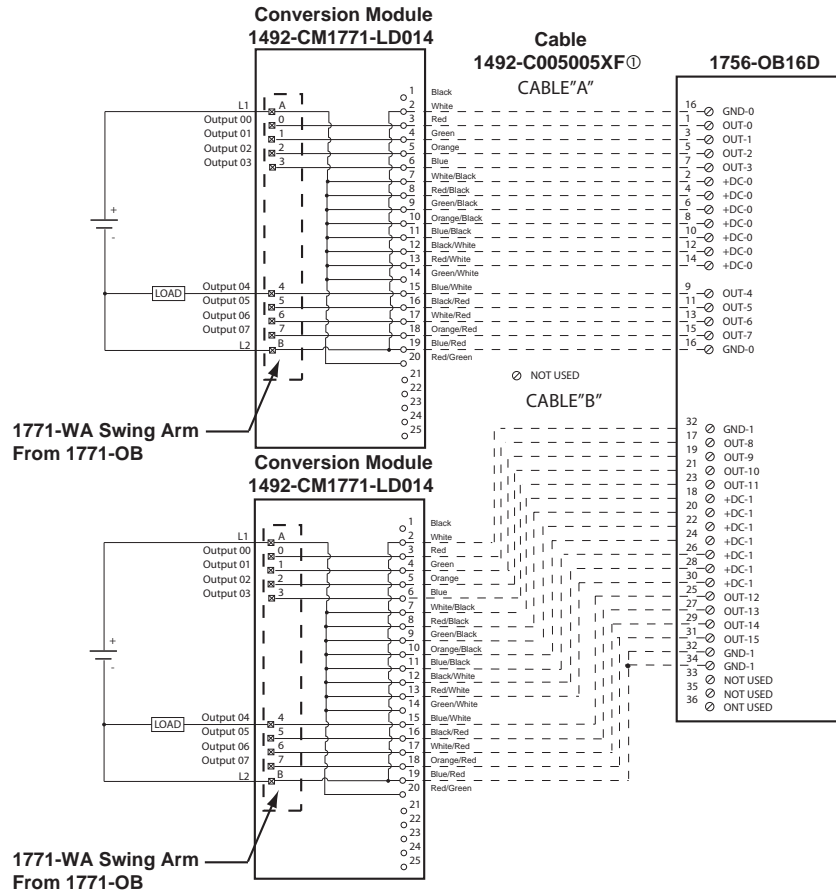 Conversion Module
1492-CM1771-LD014
Cable
1492-C005005XF①
1756-OB16D
CABLE"A"
L1
Output 00
Output 01
Output 02
Output 03
A
0
1
2
3
+
-
LOAD
Output 04
Output 05
Output 06
Output 07
L2
4
5
6
7
B
1 Black
2 White
3 Red
4 Green
5 Orange
6 Blue
7 White/Black
8 Red/Black
9 Green/Black
10 Orange/Black
11 Blue/Black
12 Black/White
13 Red/White
14 Green/White
15 Blue/White
16 Black/Red
17 White/Red
18 Orange/Red
19 Blue/Red
20 Red/Green
21
22
23
24
25
16 GND-0
1 OUT-0
3 OUT-1
5 OUT-2
7 OUT-3
2 +DC-0
4 +DC-0
6 +DC-0
8 +DC-0
10 +DC-0
12 +DC-0
14 +DC-0
9 OUT-4
11 OUT-5
13 OUT-6
15 OUT-7
16 GND-0
NOT USED
CABLE"B"
1771-WA Swing Arm
From 1771-OB
Conversion Module
1492-CM1771-LD014
L1
Output 00
Output 01
Output 02
Output 03
A
0
1
2
3
+
-
LOAD
Output 04
Output 05
Output 06
Output 07
L2
4
5
6
7
B
1 Black
2 White
3 Red
4 Green
5 Orange
6 Blue
7 White/Black
8 Red/Black
9 Green/Black
10 Orange/Black
11 Blue/Black
12 Black/White
13 Red/White
14 Green/White
15 Blue/White
16 Black/Red
17 White/Red
18 Orange/Red
19 Blue/Red
20 Red/Green
21
22
23
24
25
32 GND-1
17 OUT-8
19 OUT-9
21 OUT-10
23 OUT-11
18 +DC-1
20 +DC-1
22 +DC-1
24 +DC-1
26 +DC-1
28 +DC-1
30 +DC-1
25 OUT-12
27 OUT-13
29 OUT-14
31 OUT-15
32 GND-1
34 GND-1
33 NOT USED
35 NOT USED
36 ONT USED
1771-WA Swing Arm
From 1771-OB